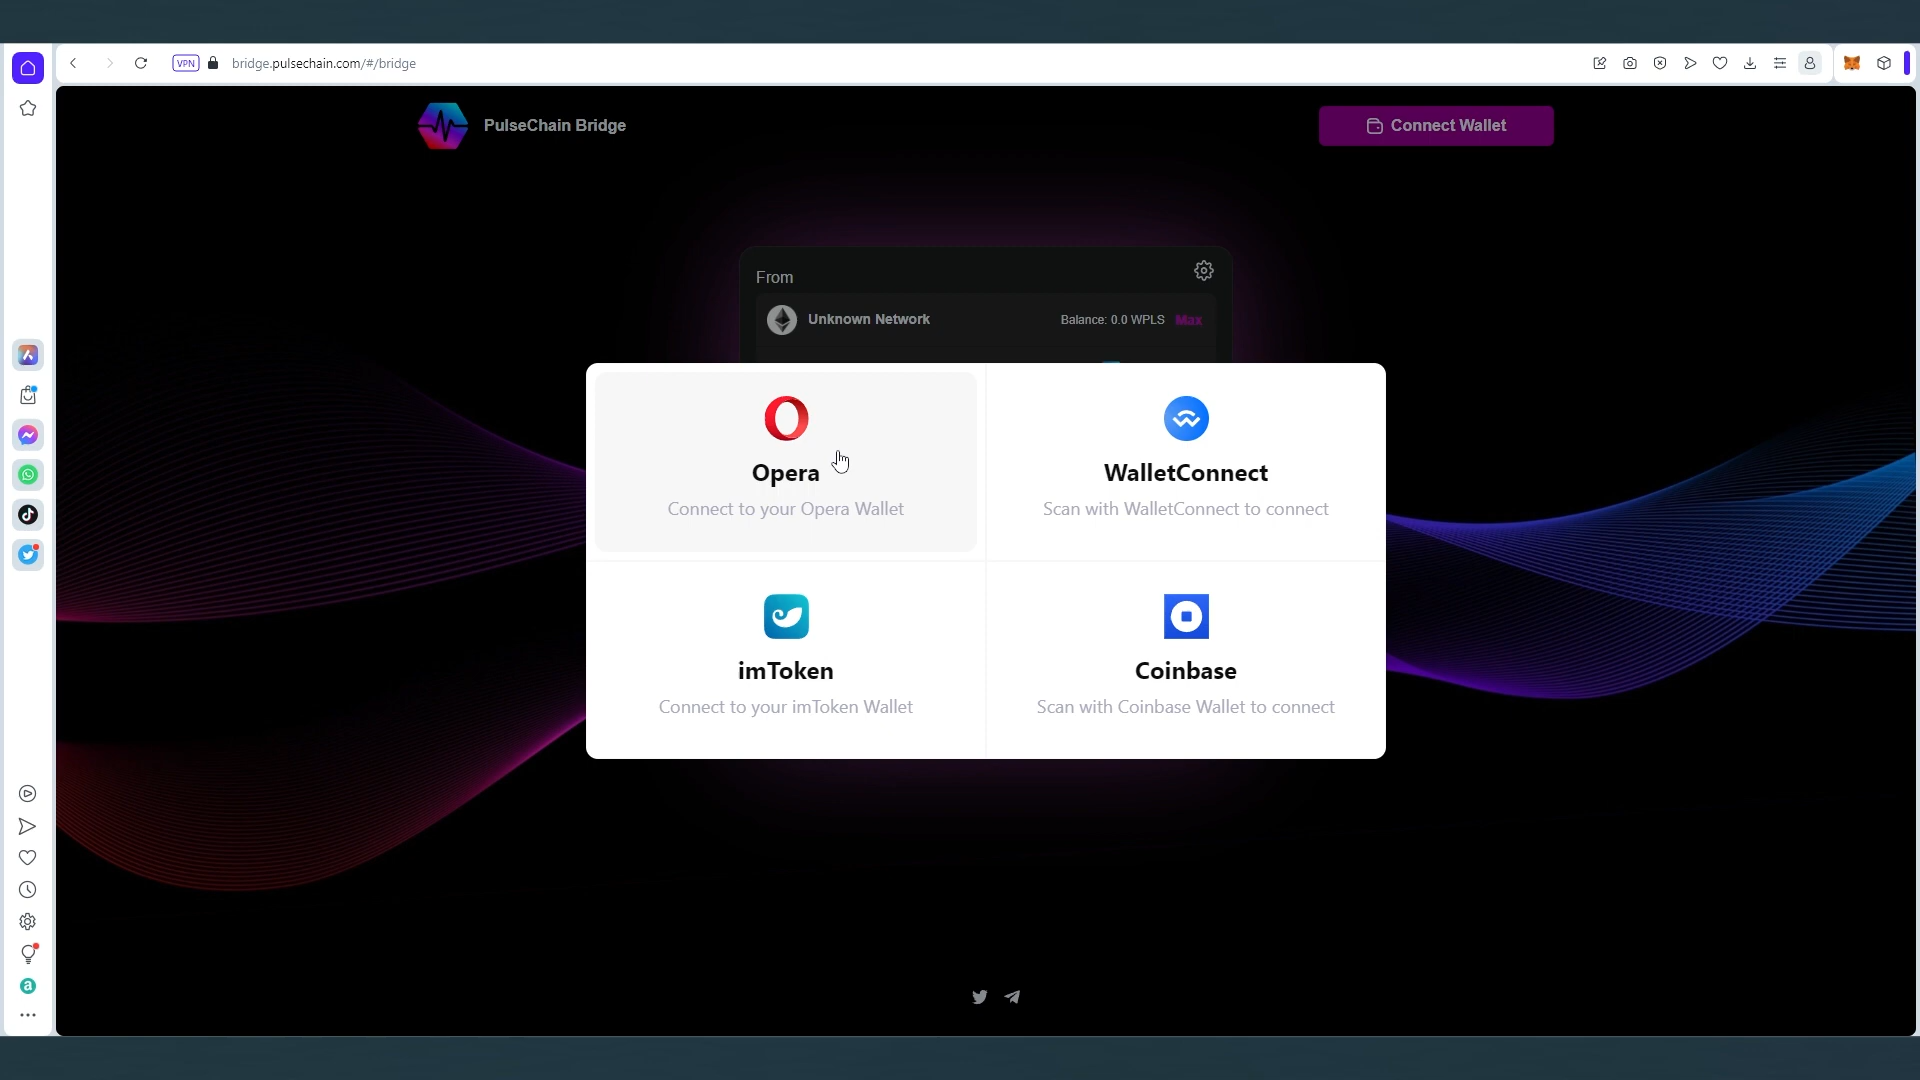 VPN
bridge.pulsechain.com/#/bridge
PulseChain Bridge
Connect Wallet
From
Unknown Network
Balance: 0.0 WPLS Max
Opera
Connect to your Opera Wallet
WalletConnect
Scan with WalletConnect to connect
imToken
Connect to your imToken Wallet
Coinbase
Scan with Coinbase Wallet to connect
a